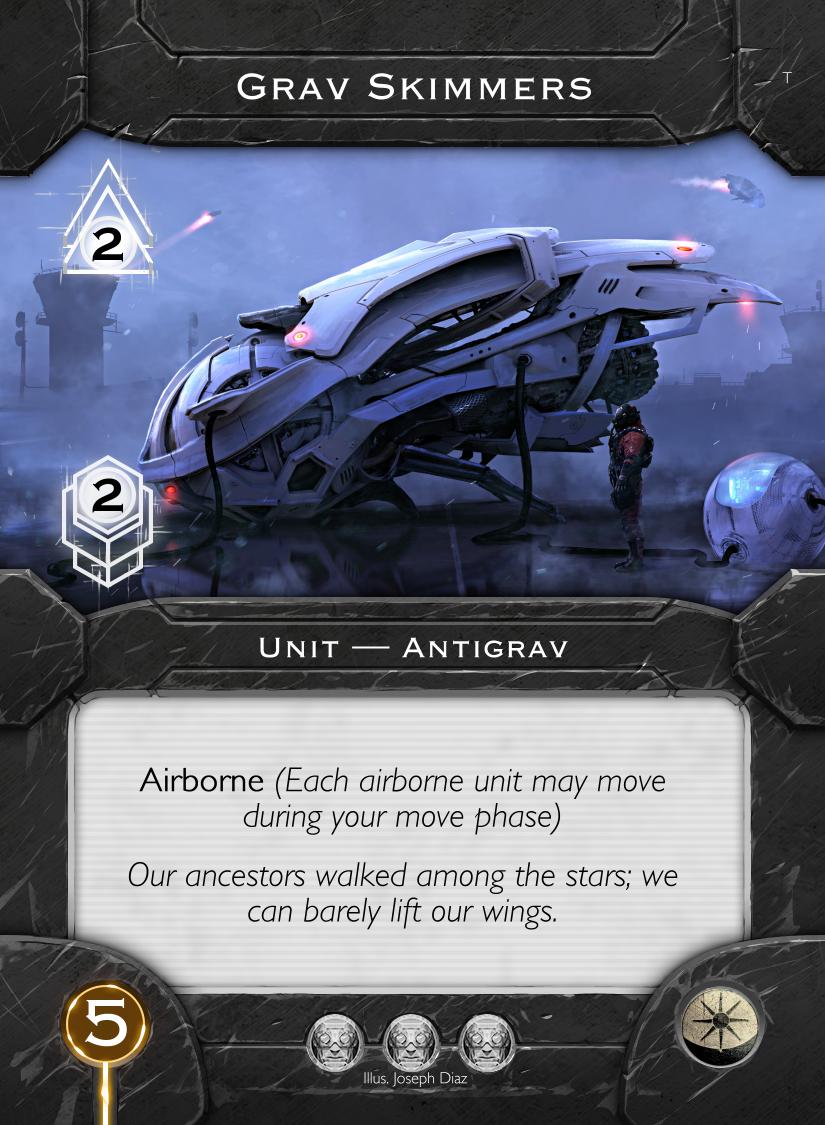 Grav Skimmers
T
2
2
Unit — Antigrav
Airborne (Each airborne unit may move
during your move phase)
Our ancestors walked among the stars; we
can barely lift our wings.
5
Illus. Joseph Diaz